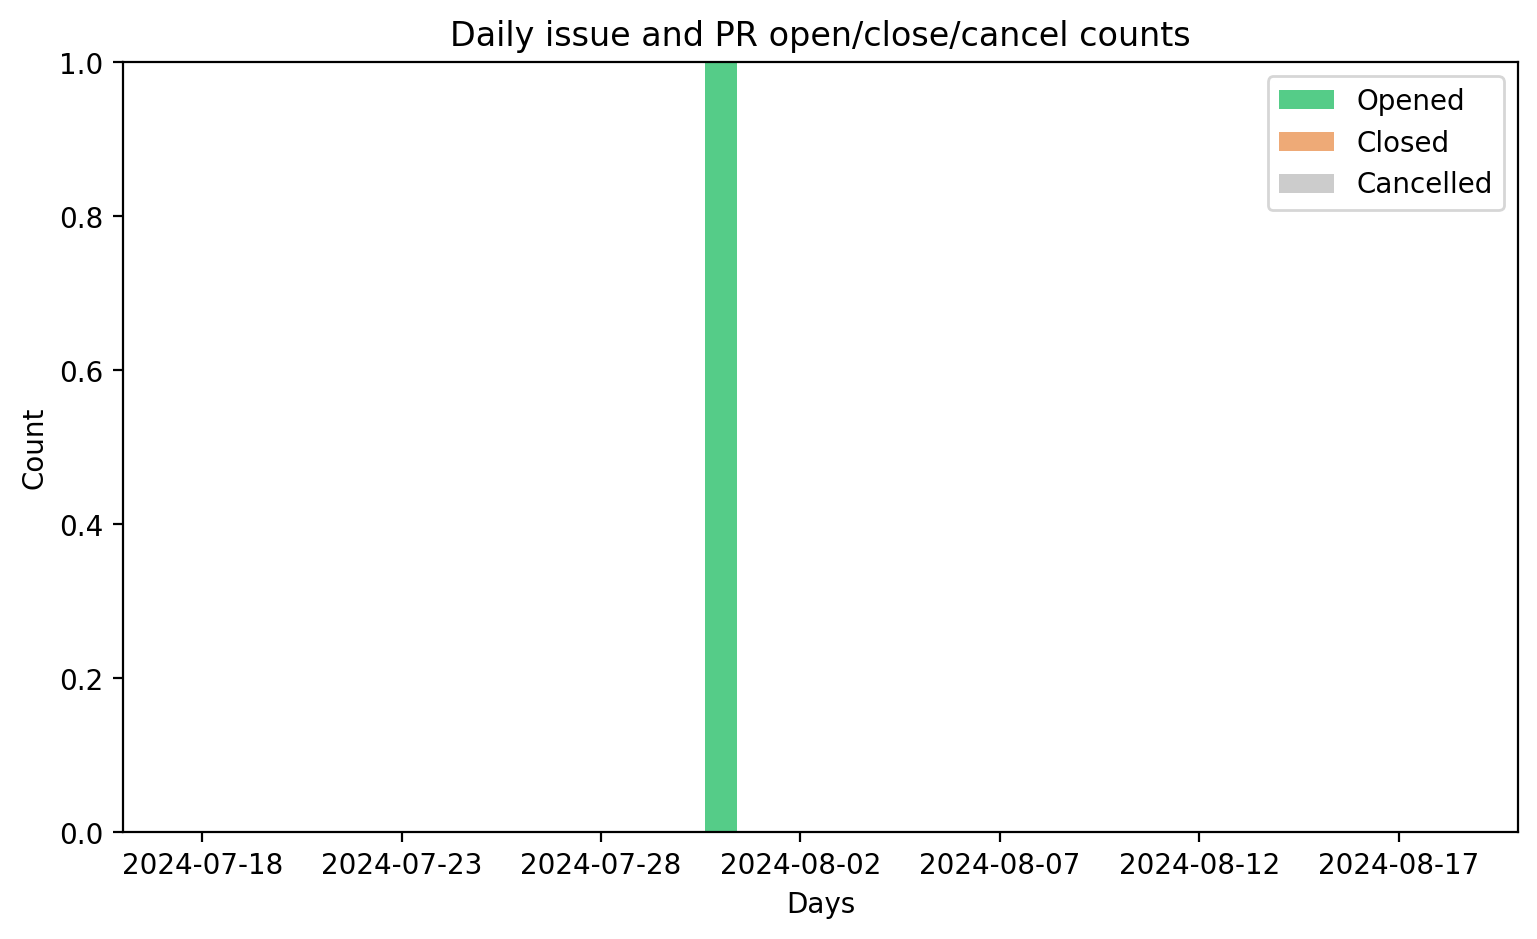 Daily issue and PR open/close/cancel counts
1.0
0.8
0.6
0.4
0.2
0.0
Count
Opened
Closed
Cancelled
2024-07-18 2024-07-23 2024-07-28 2024-08-02 2024-08-07 2024-08-12 2024-08-17
Days